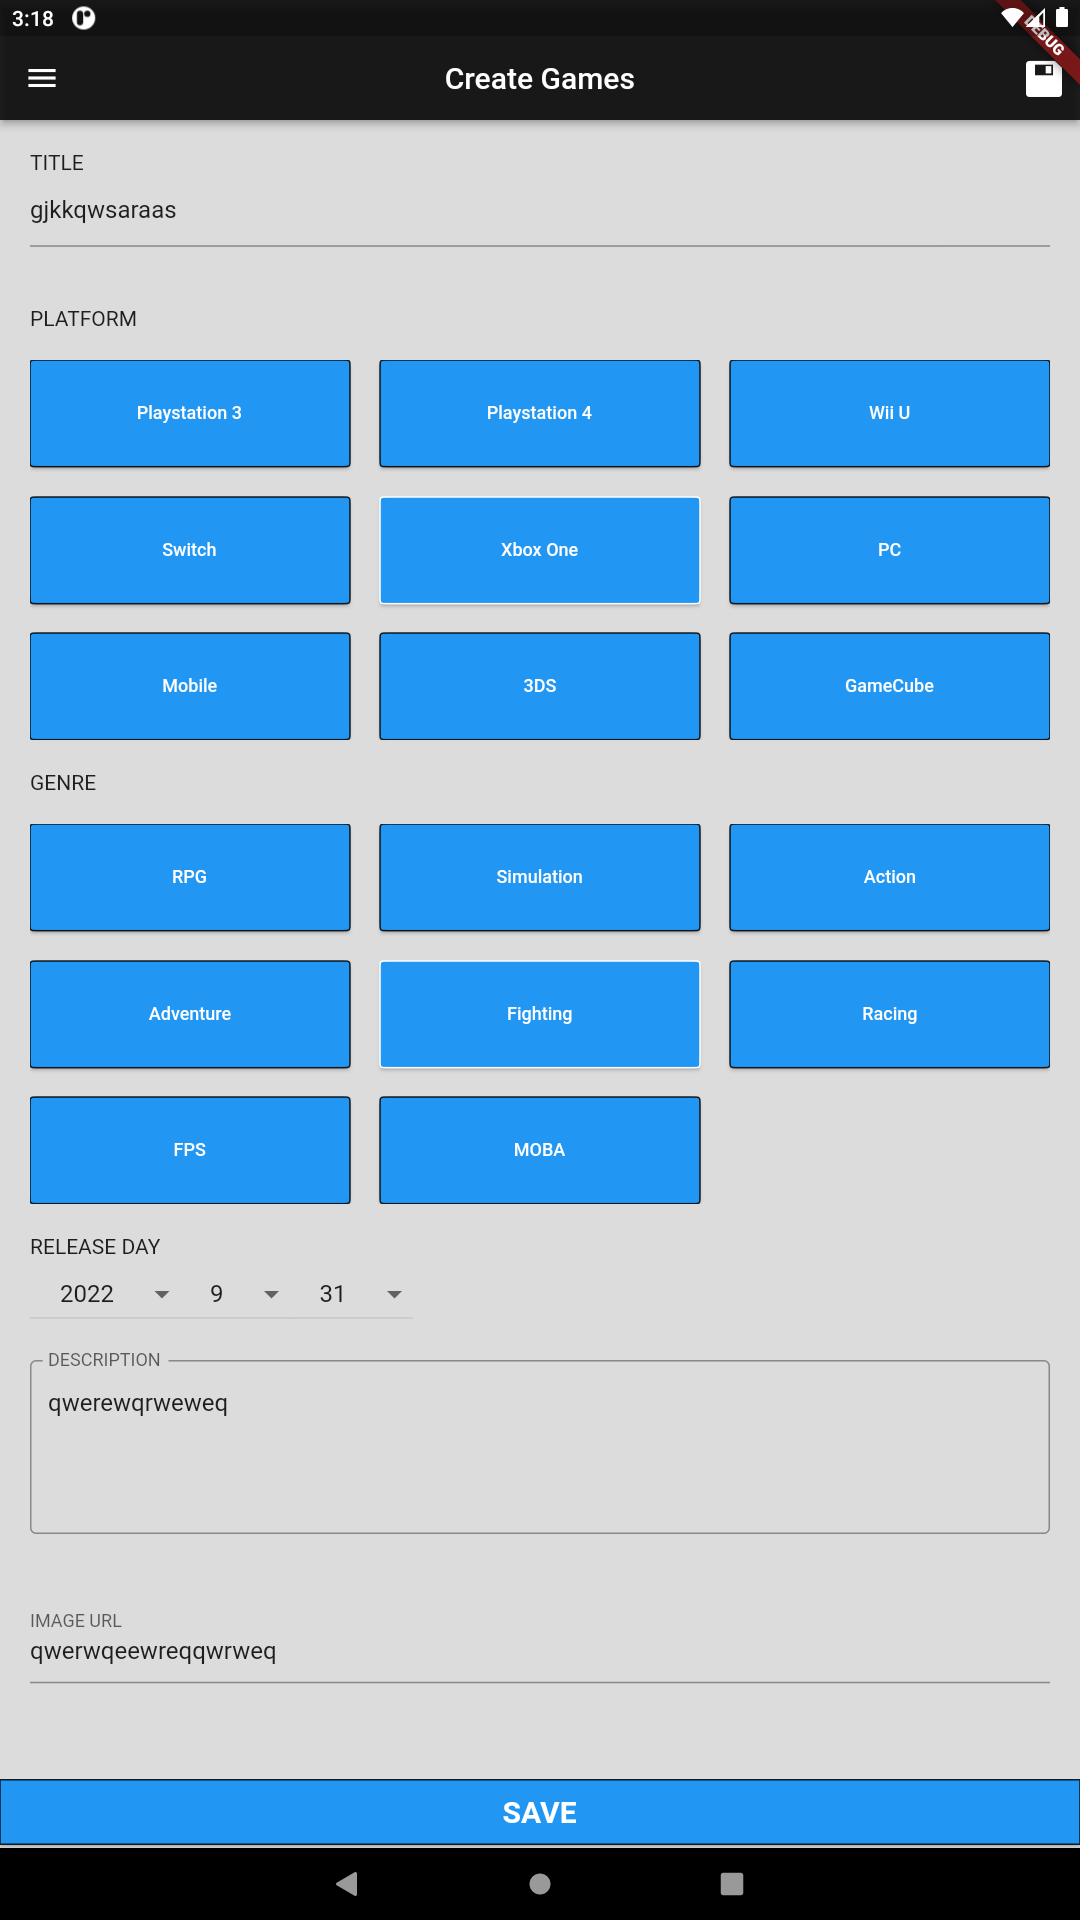 3:18
DEBUG
Create Games
TITLE
gjkkqwsaraas
PLATFORM
Playstation 3 Playstation 4 Wii U
Switch Xbox One PC
Mobile 3DS GameCube
GENRE
RPG Simulation Action
Adventure Fighting Racing
FPS MOBA
RELEASE DAY
2022 9 31
DESCRIPTION
qwerewqrweweq
IMAGE URL
qwerwqeewreqqwrweq
SAVE